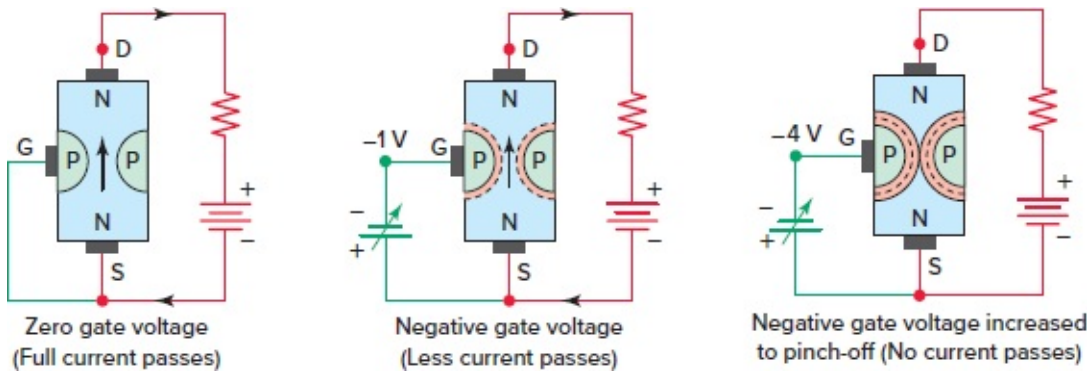 D
N
G
P
P
+
N
−
S
Zero gate voltage
(Full current passes)
D
N
−1 V
G
P
P
+
−
N
−
+
S
Negative gate voltage
(Less current passes)
D
N
−4 V
G
P
P
+
−
N
−
+
S
Negative gate voltage increased
to pinch-off (No current passes)